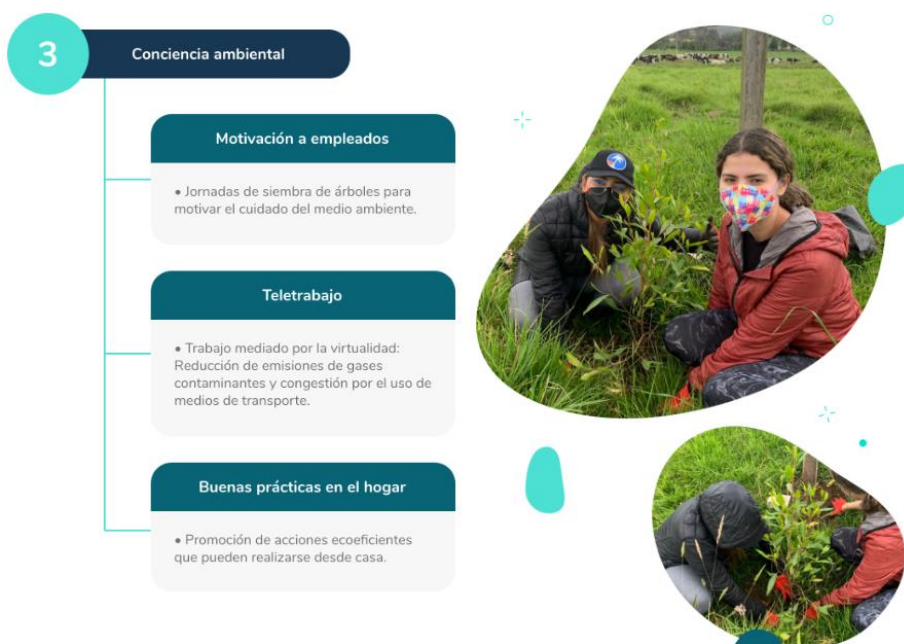 3
Conciencia ambiental
Motivación a empleados
• Jornadas de siembra de árboles para
motivar el cuidado del medio ambiente.
Teletrabajo
• Trabajo mediado por la virtualidad:
Reducción de emisiones de gases
contaminantes y congestión por el uso de
medios de transporte.
Buenas prácticas en el hogar
• Promoción de acciones ecoeficientes
que pueden realizarse desde casa.